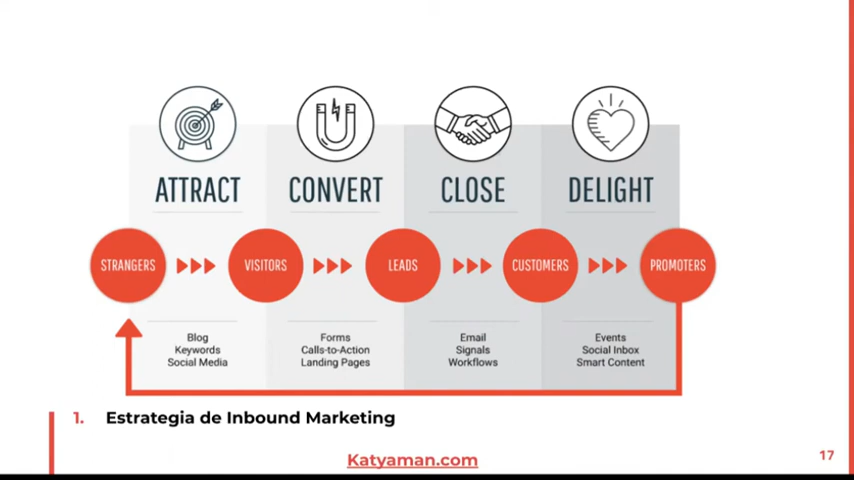 ATTRACT
CONVERT
CLOSE
DELIGHT
STRANGERS
VISITORS
LEADS
CUSTOMERS
PROMOTERS
Blog
Keywords
Social Media
Forms
Calls-to-Action
Landing Pages
Email
Signals
Workflows
Events
Social Inbox
Smart Content
1. Estrategia de Inbound Marketing
Katyaman.com
17